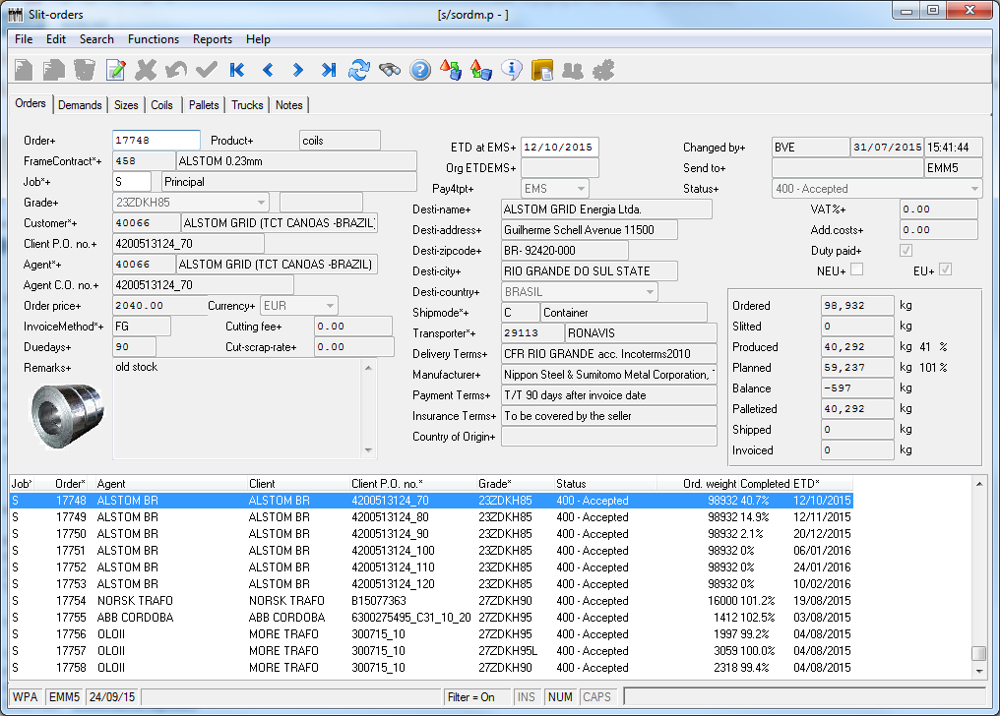 Slit-orders [s/sordm.p - ]
File Edit Search Functions Reports Help
Orders Demands Sizes Coils Pallets Trucks Notes
Order+ 17748 Product+ coils ETD at EMS+ 12/10/2015 Changed by+ BVE 31/07/2015 15:41:44
FrameContract*+ 458 ALSTOM 0.23mm Org ETDEMS+ Send to+ EMM5
Job*+ S Principal Pay4tpt+ EMS Status+ 400 - Accepted
Grade+ 23ZDKH85 Desti-name+ ALSTOM GRID Energia Ltda. VAT%+ 0.00
Customer*+ 40066 ALSTOM GRID (TCT CANOAS -BRAZIL) Desti-address+ Guilherme Schell Avenue 11500 Add.costs+ 0.00
Client P.O. no.+ 4200513124_70 Desti-zipcode+ BR- 92420-000 Duty paid+
Agent*+ 40066 ALSTOM GRID (TCT CANOAS -BRAZIL) Desti-city+ RIO GRANDE DO SUL STATE NEU+ EU+
Agent C.O. no.+ 4200513124_70 Desti-country+ BRASIL
Order price+ 2040.00 Currency+ EUR Shipmode*+ C Container Ordered 98,932 kg
InvoiceMethod*+ FG Cutting fee+ 0.00 Transporter*+ 29113 RONAVIS Slitted 0 kg
Duedays+ 90 Cut-scrap-rate+ 0.00 Delivery Terms+ CFR RIO GRANDE acc. Incoterms2010 Produced 40,292 kg 41 %
Remarks+ old stock Manufacturer+ Nippon Steel & Sumitomo Metal Corporation, Planned 59,237 kg 101 %
Payment Terms+ T/T 90 days after invoice date Balance -597 kg
Insurance Terms+ To be covered by the seller Palletized 40,292 kg
Country of Origin+ Shipped 0 kg
Invoiced 0 kg
Job* Order* Agent Client Client P.O. no.* Grade* Status Ord. weight Completed ETD*
S 17748 ALSTOM BR ALSTOM BR 4200513124_70 23ZDKH85 400 - Accepted 98932 40.7% 12/10/2015
S 17749 ALSTOM BR ALSTOM BR 4200513124_80 23ZDKH85 400 - Accepted 98932 14.9% 12/11/2015
S 17750 ALSTOM BR ALSTOM BR 4200513124_90 23ZDKH85 400 - Accepted 98932 2.1% 20/12/2015
S 17751 ALSTOM BR ALSTOM BR 4200513124_100 23ZDKH85 400 - Accepted 98932 0% 06/01/2016
S 17752 ALSTOM BR ALSTOM BR 4200513124_110 23ZDKH85 400 - Accepted 98932 0% 24/01/2016
S 17753 ALSTOM BR ALSTOM BR 4200513124_120 23ZDKH85 400 - Accepted 98932 0% 10/02/2016
S 17754 NORSK TRAFO NORSK TRAFO B15077363 27ZDKH90 400 - Accepted 16000 101.2% 19/08/2015
S 17755 ABB CORDOBA ABB CORDOBA 6300275495_C31_10_20 27ZDKH95 400 - Accepted 1412 102.5% 03/08/2015
S 17756 OLOII MORE TRAFO 300715_10 27ZDKH95 400 - Accepted 1997 99.2% 04/08/2015
S 17757 OLOII MORE TRAFO 300715_10 27ZDKH95L 400 - Accepted 3059 100.0% 04/08/2015
S 17758 OLOII MORE TRAFO 300715_10 27ZDKH90 400 - Accepted 2318 99.4% 04/08/2015
WPA EMM5 24/09/15 Filter = On INS NUM CAPS